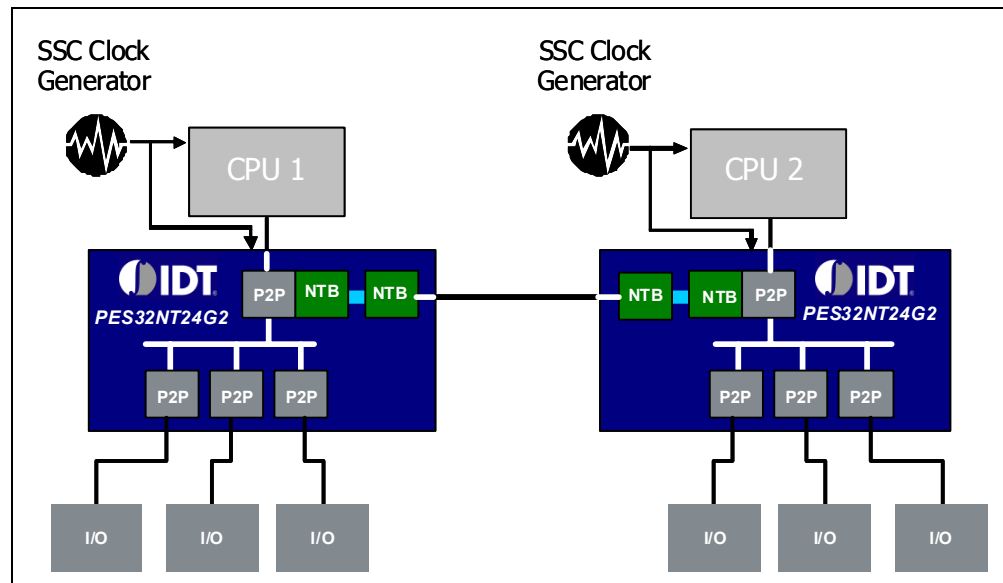 SSC Clock
Generator
SSC Clock
Generator
CPU 1
CPU 2
IDT
PES32NT24G2
P2P
NTB
NTB
NTB
NTB
P2P
IDT
PES32NT24G2
P2P
P2P
P2P
P2P
P2P
P2P
I/O
I/O
I/O
I/O
I/O
I/O